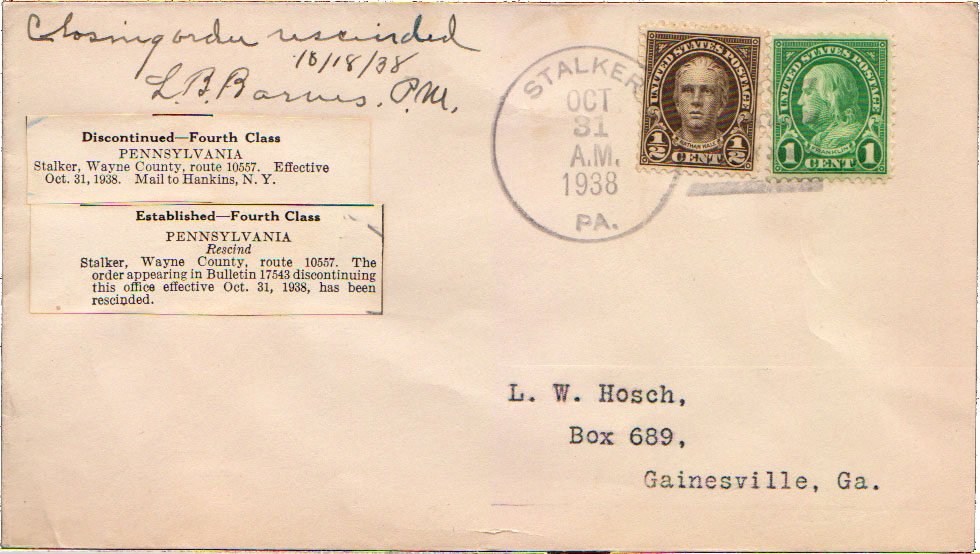 Closing order rescinded
10/18/38
L. B. Barnes, P.M.
Discontinued—Fourth Class
PENNSYLVANIA
Stalker, Wayne County, route 10557. Effective
Oct. 31, 1938. Mail to Hankins, N. Y.
Established—Fourth Class
PENNSYLVANIA
Rescind
Stalker, Wayne County, route 10557. The
order appearing in Bulletin 17543 discontinuing
this office effective Oct. 31, 1938, has been
rescinded.
STALKER
OCT
31
A.M.
1938
PA.
UNITED STATES POSTAGE
NATHAN HALE
1/2 CENT 1/2
UNITED STATES POSTAGE
FRANKLIN
1 CENT 1
L. W. Hosch,
Box 689,
Gainesville, Ga.